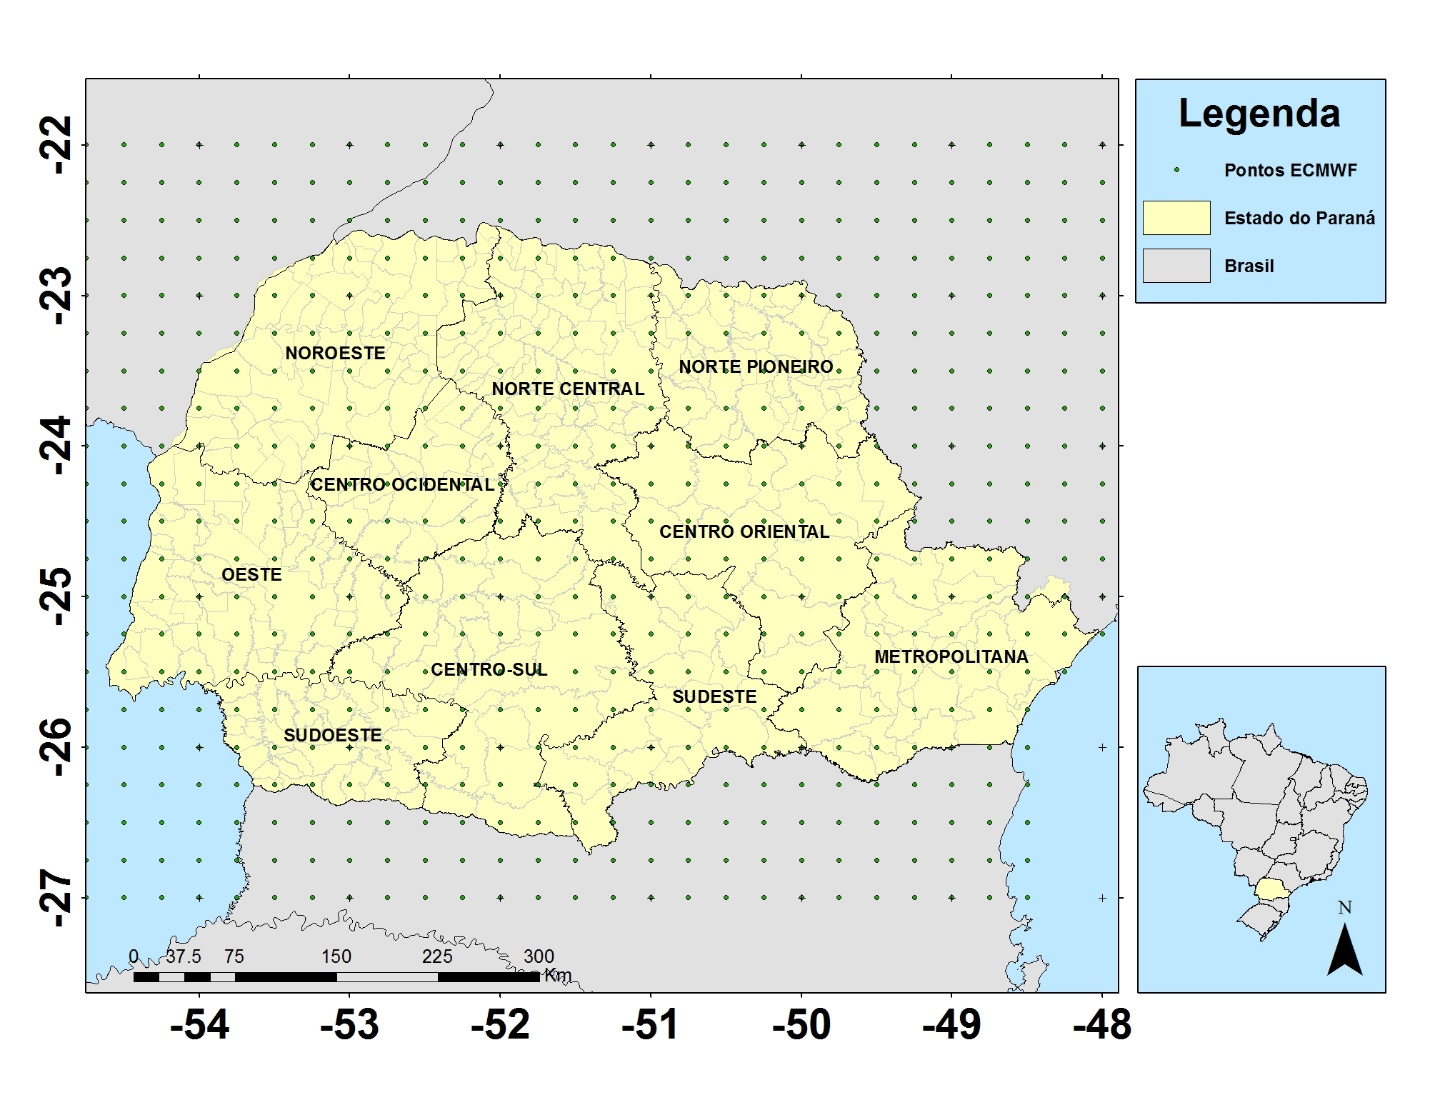 Legenda
Pontos ECMWF
Estado do Paraná
Brasil
-22
-23
-24
-25
-26
-27
NOROESTE
NORTE CENTRAL
NORTE PIONEIRO
CENTRO OCIDENTAL
CENTRO ORIENTAL
OESTE
CENTRO-SUL
METROPOLITANA
SUDESTE
SUDOESTE
N
0 37.5 75 150 225 300
Km
-54 -53 -52 -51 -50 -49 -48